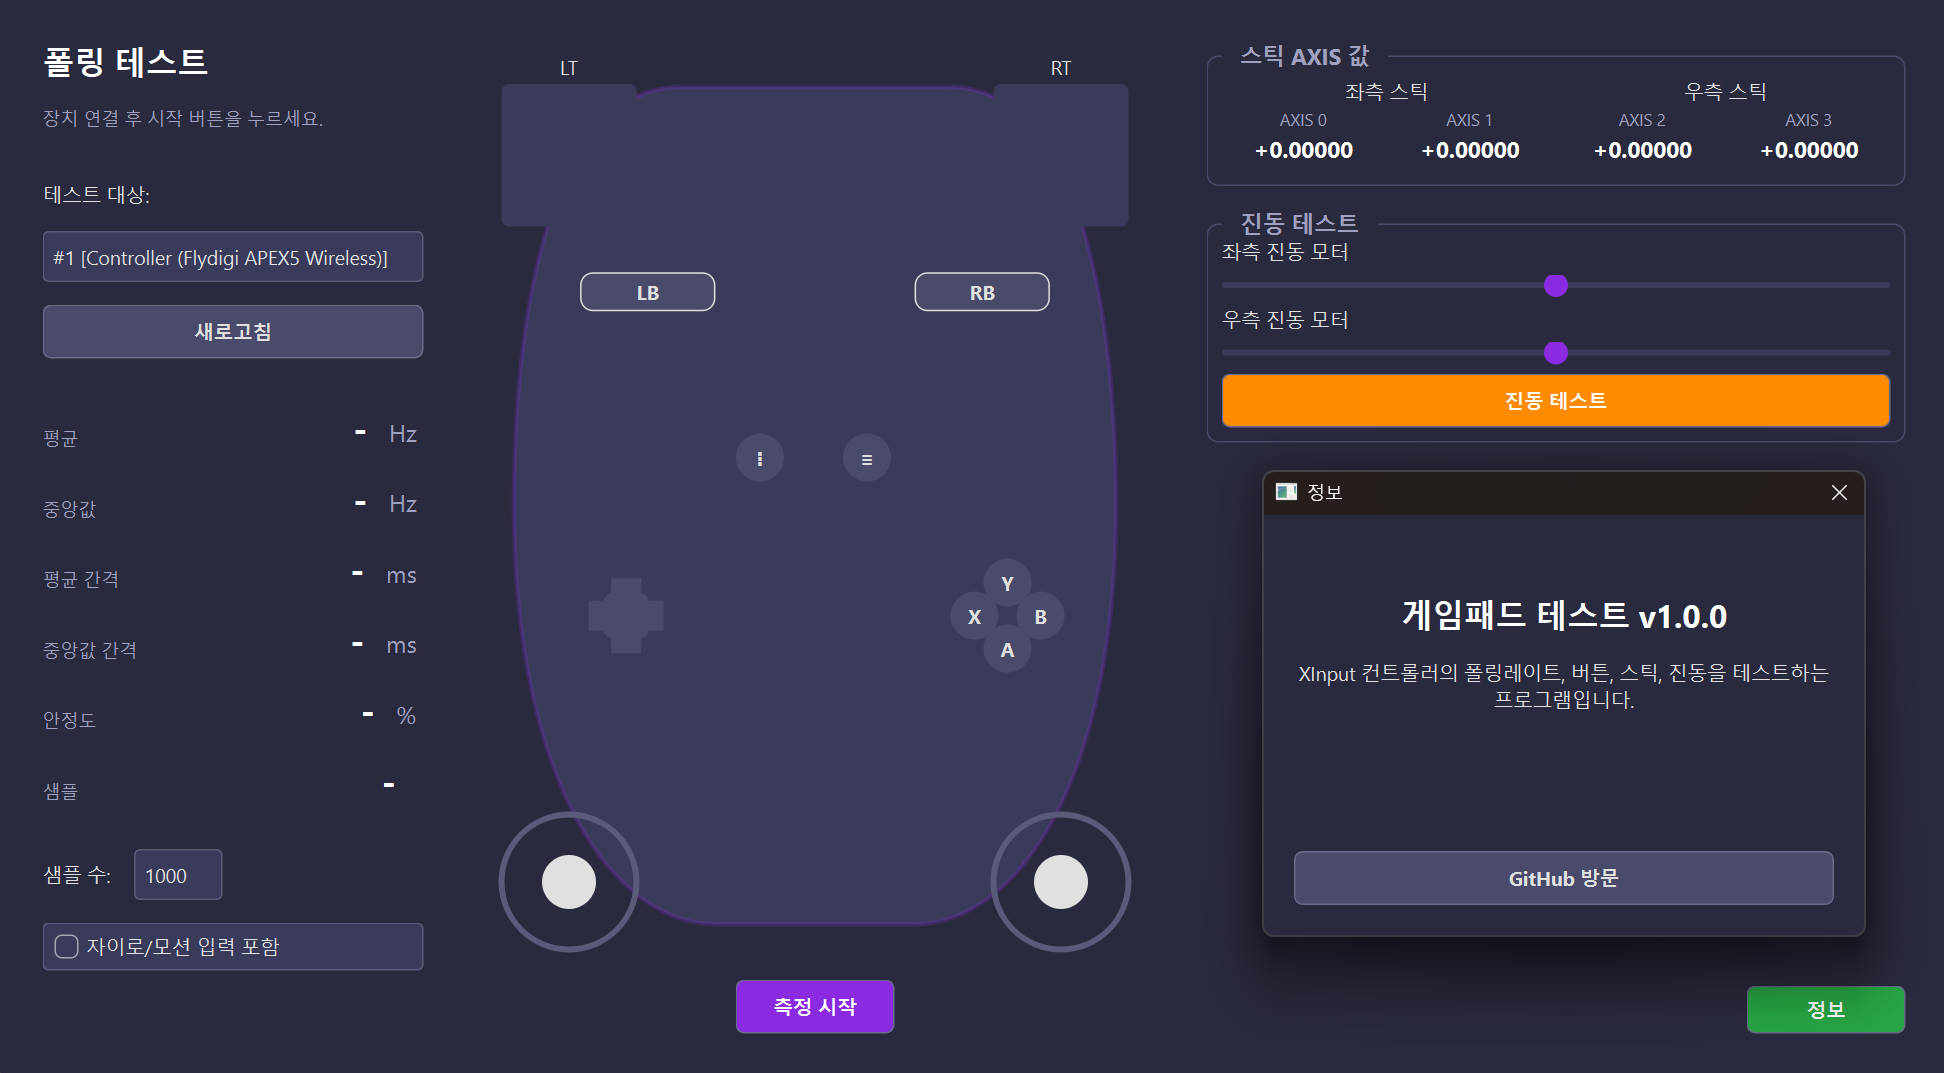 폴링 테스트
장치 연결 후 시작 버튼을 누르세요.
테스트 대상:
#1 [Controller (Flydigi APEX5 Wireless)]
새로고침
평균 - Hz
중앙값 - Hz
평균 간격 - ms
중앙값 간격 - ms
안정도 - %
샘플 -
샘플 수: 1000
자이로/모션 입력 포함
LT
RT
LB
RB
Y
X
B
A
측정 시작
스틱 AXIS 값
좌측 스틱
우측 스틱
AXIS 0
AXIS 1
AXIS 2
AXIS 3
+0.00000
+0.00000
+0.00000
+0.00000
진동 테스트
좌측 진동 모터
우측 진동 모터
진동 테스트
정보
게임패드 테스트 v1.0.0
XInput 컨트롤러의 폴링레이트, 버튼, 스틱, 진동을 테스트하는
프로그램입니다.
GitHub 방문
정보